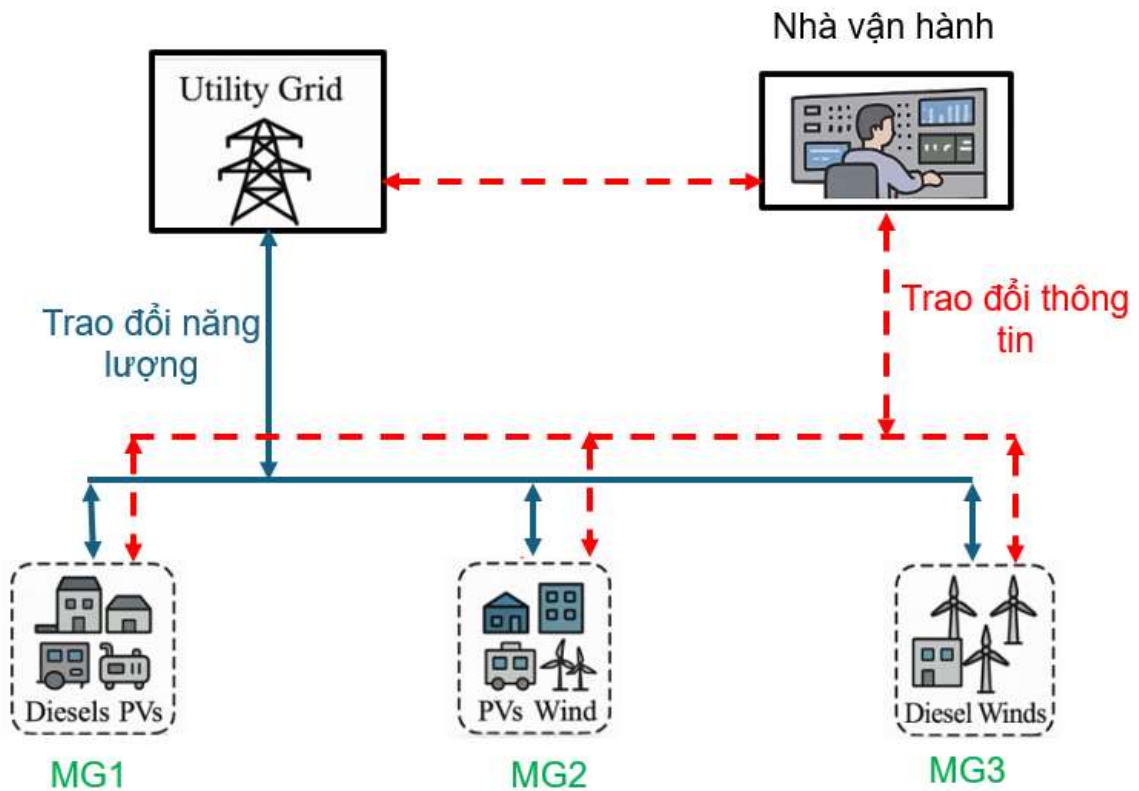 Nhà vận hành
Utility Grid
Trao đổi năng
lượng
Trao đổi thông
tin
Diesels PVs
PVs Wind
Diesel Winds
MG1
MG2
MG3